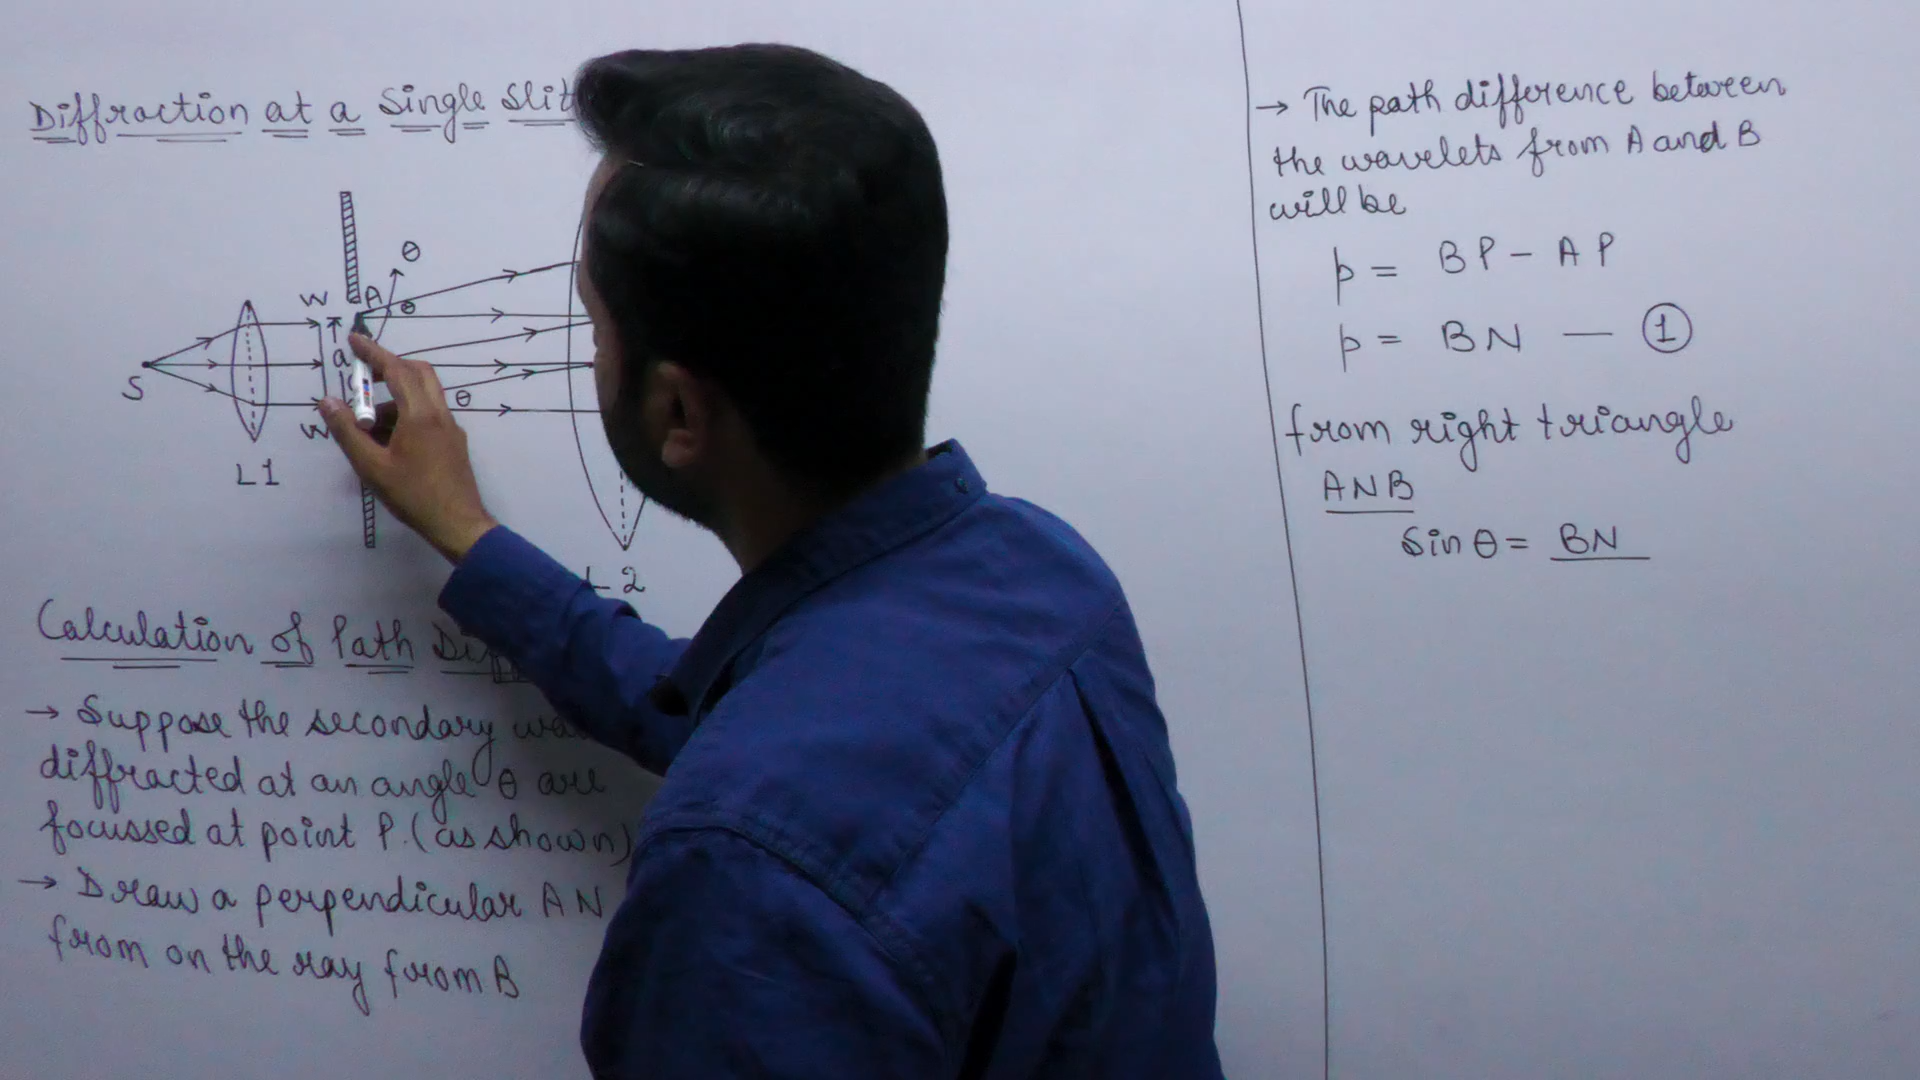 Diffraction at a Single Slit
θ
W
A
θ
a
S
θ
W
L1
L2
Calculation of Path
→ Suppose the secondary
diffracted at an angle θ are
focussed at point P. (as shown)
→ Draw a perpendicular AN
from on the ray from B
→ The path difference between
the wavelets from A and B
will be
p = BP - AP
p = BN — 1
from right triangle
ANB
Sin θ = BN